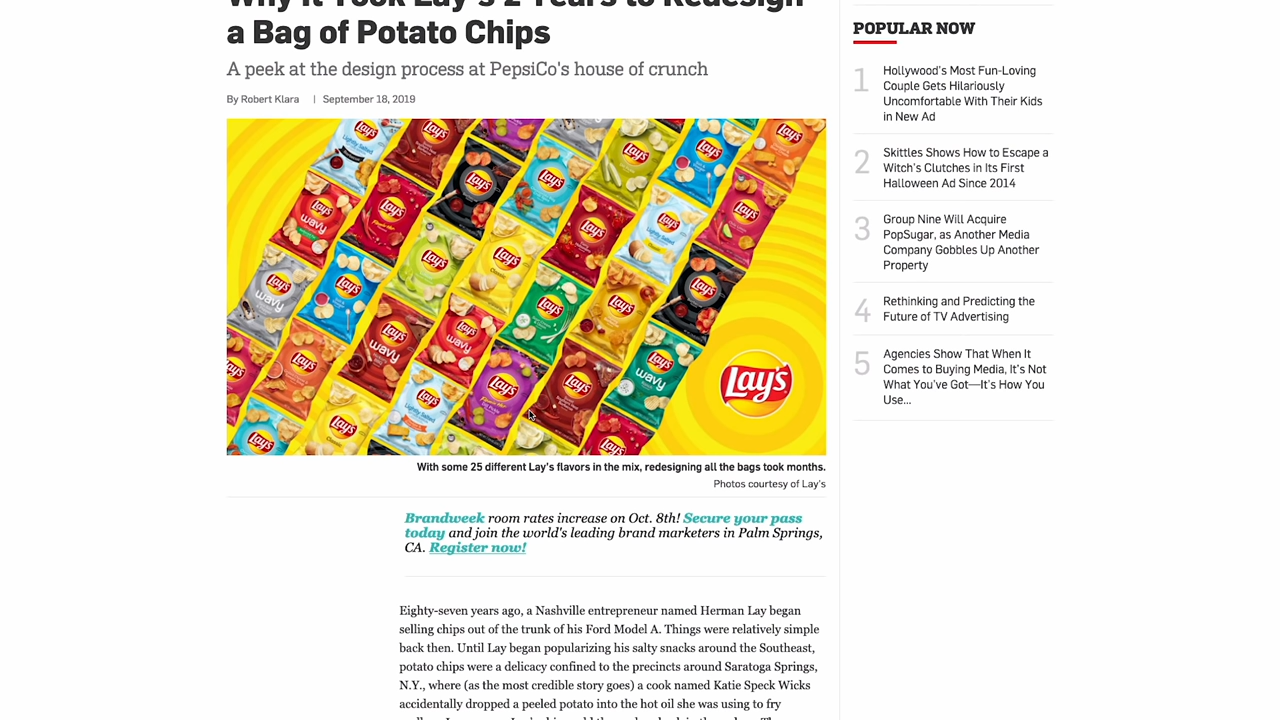 Why It Took Lay's 2 Years to Redesign
a Bag of Potato Chips
A peek at the design process at PepsiCo's house of crunch
By Robert Klara | September 18, 2019
Lay's
wavy
Lightly Salted
With some 25 different Lay's flavors in the mix, redesigning all the bags took months.
Photos courtesy of Lay's
Brandweek room rates increase on Oct. 8th! Secure your pass
today and join the world's leading brand marketers in Palm Springs,
CA. Register now!
Eighty-seven years ago, a Nashville entrepreneur named Herman Lay began
selling chips out of the trunk of his Ford Model A. Things were relatively simple
back then. Until Lay began popularizing his salty snacks around the Southeast,
potato chips were a delicacy confined to the precincts around Saratoga Springs,
N.Y., where (as the most credible story goes) a cook named Katie Speck Wicks
accidentally dropped a peeled potato into the hot oil she was using to fry
POPULAR NOW
1 Hollywood's Most Fun-Loving
Couple Gets Hilariously
Uncomfortable With Their Kids
in New Ad
2 Skittles Shows How to Escape a
Witch's Clutches in Its First
Halloween Ad Since 2014
3 Group Nine Will Acquire
PopSugar, as Another Media
Company Gobbles Up Another
Property
4 Rethinking and Predicting the
Future of TV Advertising
5 Agencies Show That When It
Comes to Buying Media, It's Not
What You've Got—It's How You
Use...